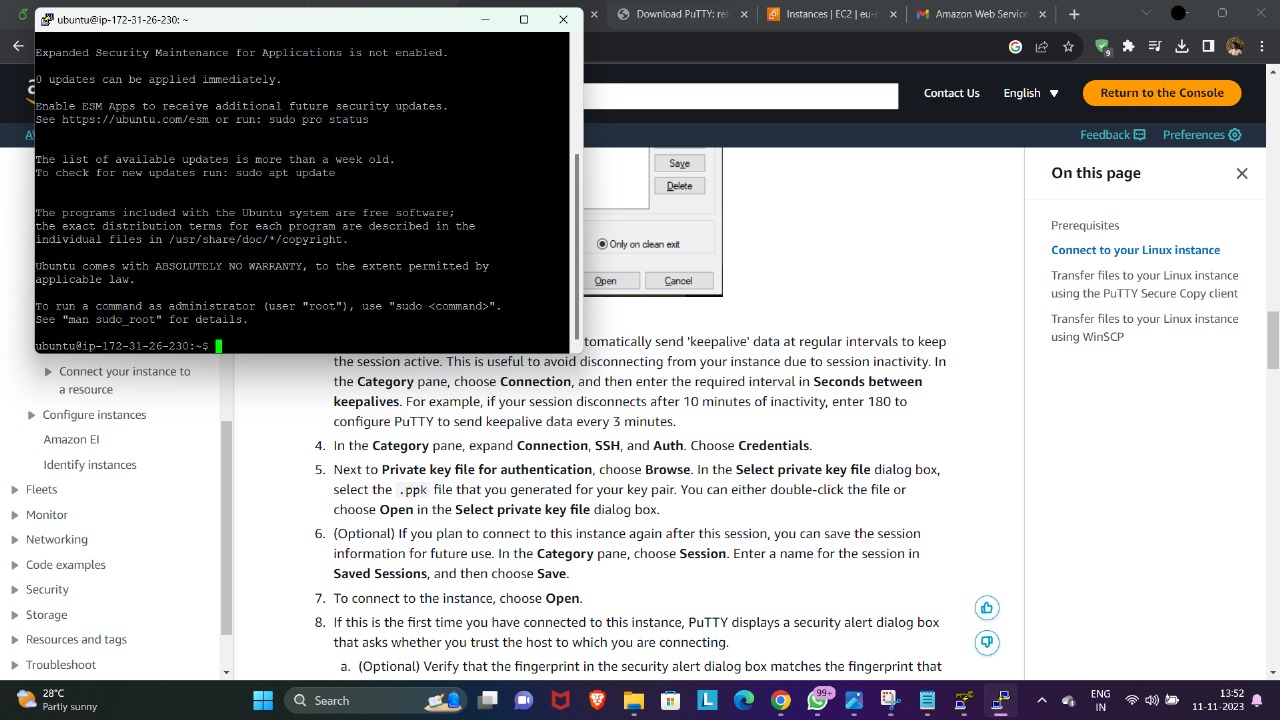 ubuntu@ip-172-31-26-230: ~
Download PuTTY: re
Instances | EC2 | us-e
Amazon Web Service
Expanded Security Maintenance for Applications is not enabled.
0 updates can be applied immediately.
Enable ESM Apps to receive additional future security updates.
See https://ubuntu.com/esm or run: sudo pro status
The list of available updates is more than a week old.
To check for new updates run: sudo apt update
The programs included with the Ubuntu system are free software;
the exact distribution terms for each program are described in the
individual files in /usr/share/doc/*/copyright.
Ubuntu comes with ABSOLUTELY NO WARRANTY, to the extent permitted by
applicable law.
To run a command as administrator (user "root"), use "sudo <command>".
See "man sudo_root" for details.
ubuntu@ip-172-31-26-230:~$
9
Contact Us
English
Return to the Console
Feedback
Preferences
Save
Delete
Only on clean exit
Open
Cancel
On this page
Prerequisites
Connect to your Linux instance
Transfer files to your Linux instance
using the PuTTY Secure Copy client
Transfer files to your Linux instance
using WinSCP
Connect your instance to
a resource
Configure instances
Amazon EI
Identify instances
Fleets
Monitor
Networking
Code examples
Security
Storage
Resources and tags
Troubleshoot
tomatically send 'keepalive' data at regular intervals to keep
the session active. This is useful to avoid disconnecting from your instance due to session inactivity. In
the Category pane, choose Connection, and then enter the required interval in Seconds between
keepalives. For example, if your session disconnects after 10 minutes of inactivity, enter 180 to
configure PuTTY to send keepalive data every 3 minutes.
4. In the Category pane, expand Connection, SSH, and Auth. Choose Credentials.
5. Next to Private key file for authentication, choose Browse. In the Select private key file dialog box,
select the .ppk file that you generated for your key pair. You can either double-click the file or
choose Open in the Select private key file dialog box.
6. (Optional) If you plan to connect to this instance again after this session, you can save the session
information for future use. In the Category pane, choose Session. Enter a name for the session in
Saved Sessions, and then choose Save.
7. To connect to the instance, choose Open.
8. If this is the first time you have connected to this instance, PuTTY displays a security alert dialog box
that asks whether you trust the host to which you are connecting.
a. (Optional) Verify that the fingerprint in the security alert dialog box matches the fingerprint that
28°C
Partly sunny
Search
99+
ENG
IN
13:52
11-11-2023